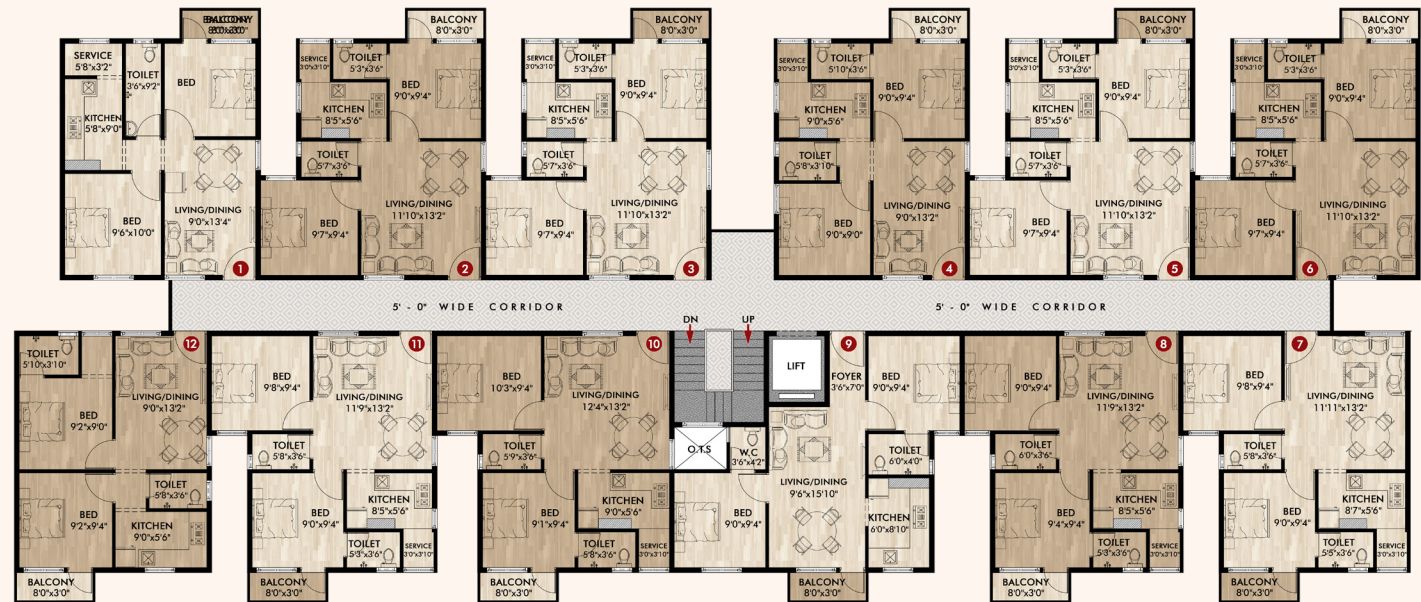 BALCONY
8'0"x3'0"
SERVICE
5'8"x3'2"
TOILET
3'6"x9'2"
BED
KITCHEN
5'8"x9'0"
BED
9'6"x10'0"
LIVING/DINING
9'0"x13'4"
1
BALCONY
8'0"x3'0"
SERVICE
3'0"x3'10"
TOILET
5'3"x3'6"
BED
9'0"x9'4"
KITCHEN
8'5"x5'6"
TOILET
5'7"x3'6"
BED
9'7"x9'4"
LIVING/DINING
11'10"x13'2"
2
BALCONY
8'0"x3'0"
SERVICE
3'0"x3'10"
TOILET
5'3"x3'6"
BED
9'0"x9'4"
KITCHEN
8'5"x5'6"
TOILET
5'7"x3'6"
BED
9'7"x9'4"
LIVING/DINING
11'10"x13'2"
3
BALCONY
8'0"x3'0"
SERVICE
3'0"x3'10"
TOILET
5'10"x3'6"
BED
9'0"x9'4"
KITCHEN
9'0"x5'6"
TOILET
5'8"x3'10"
BED
9'0"x9'0"
LIVING/DINING
9'0"x13'2"
4
BALCONY
8'0"x3'0"
SERVICE
3'0"x3'10"
TOILET
5'3"x3'6"
BED
9'0"x9'4"
KITCHEN
8'5"x5'6"
TOILET
5'7"x3'6"
BED
9'7"x9'4"
LIVING/DINING
11'10"x13'2"
5
BALCONY
8'0"x3'0"
SERVICE
3'0"x3'10"
TOILET
5'3"x3'6"
BED
9'0"x9'4"
KITCHEN
8'5"x5'6"
TOILET
5'7"x3'6"
BED
9'7"x9'4"
LIVING/DINING
11'10"x13'2"
6
5' - 0" WIDE CORRIDOR
5' - 0" WIDE CORRIDOR
12
TOILET
5'10"x3'10"
LIVING/DINING
9'0"x13'2"
BED
9'2"x9'0"
TOILET
5'8"x3'6"
BED
9'2"x9'4"
KITCHEN
9'0"x5'6"
BALCONY
8'0"x3'0"
11
BED
9'8"x9'4"
LIVING/DINING
11'9"x13'2"
TOILET
5'8"x3'6"
KITCHEN
8'5"x5'6"
BED
9'0"x9'4"
TOILET
5'3"x3'6"
SERVICE
3'0"x3'10"
BALCONY
8'0"x3'0"
10
BED
10'3"x9'4"
LIVING/DINING
12'4"x13'2"
TOILET
5'9"x3'6"
KITCHEN
9'0"x5'6"
BED
9'1"x9'4"
TOILET
5'8"x3'6"
SERVICE
3'0"x3'10"
BALCONY
8'0"x3'0"
DN
UP
LIFT
O.T.S
9
FOYER
3'6"x7'0"
BED
9'0"x9'4"
W.C
3'6"x4'2"
TOILET
6'0"x4'0"
LIVING/DINING
9'6"x15'10"
BED
9'0"x9'4"
KITCHEN
6'0"x8'10"
BALCONY
8'0"x3'0"
8
BED
9'0"x9'4"
LIVING/DINING
11'9"x13'2"
TOILET
6'0"x3'6"
KITCHEN
8'5"x5'6"
BED
9'4"x9'4"
TOILET
5'3"x3'6"
SERVICE
3'0"x3'10"
BALCONY
8'0"x3'0"
7
BED
9'8"x9'4"
LIVING/DINING
11'11"x13'2"
TOILET
5'8"x3'6"
KITCHEN
8'7"x5'6"
BED
9'0"x9'4"
TOILET
5'5"x3'6"
SERVICE
3'0"x3'10"
BALCONY
8'0"x3'0"